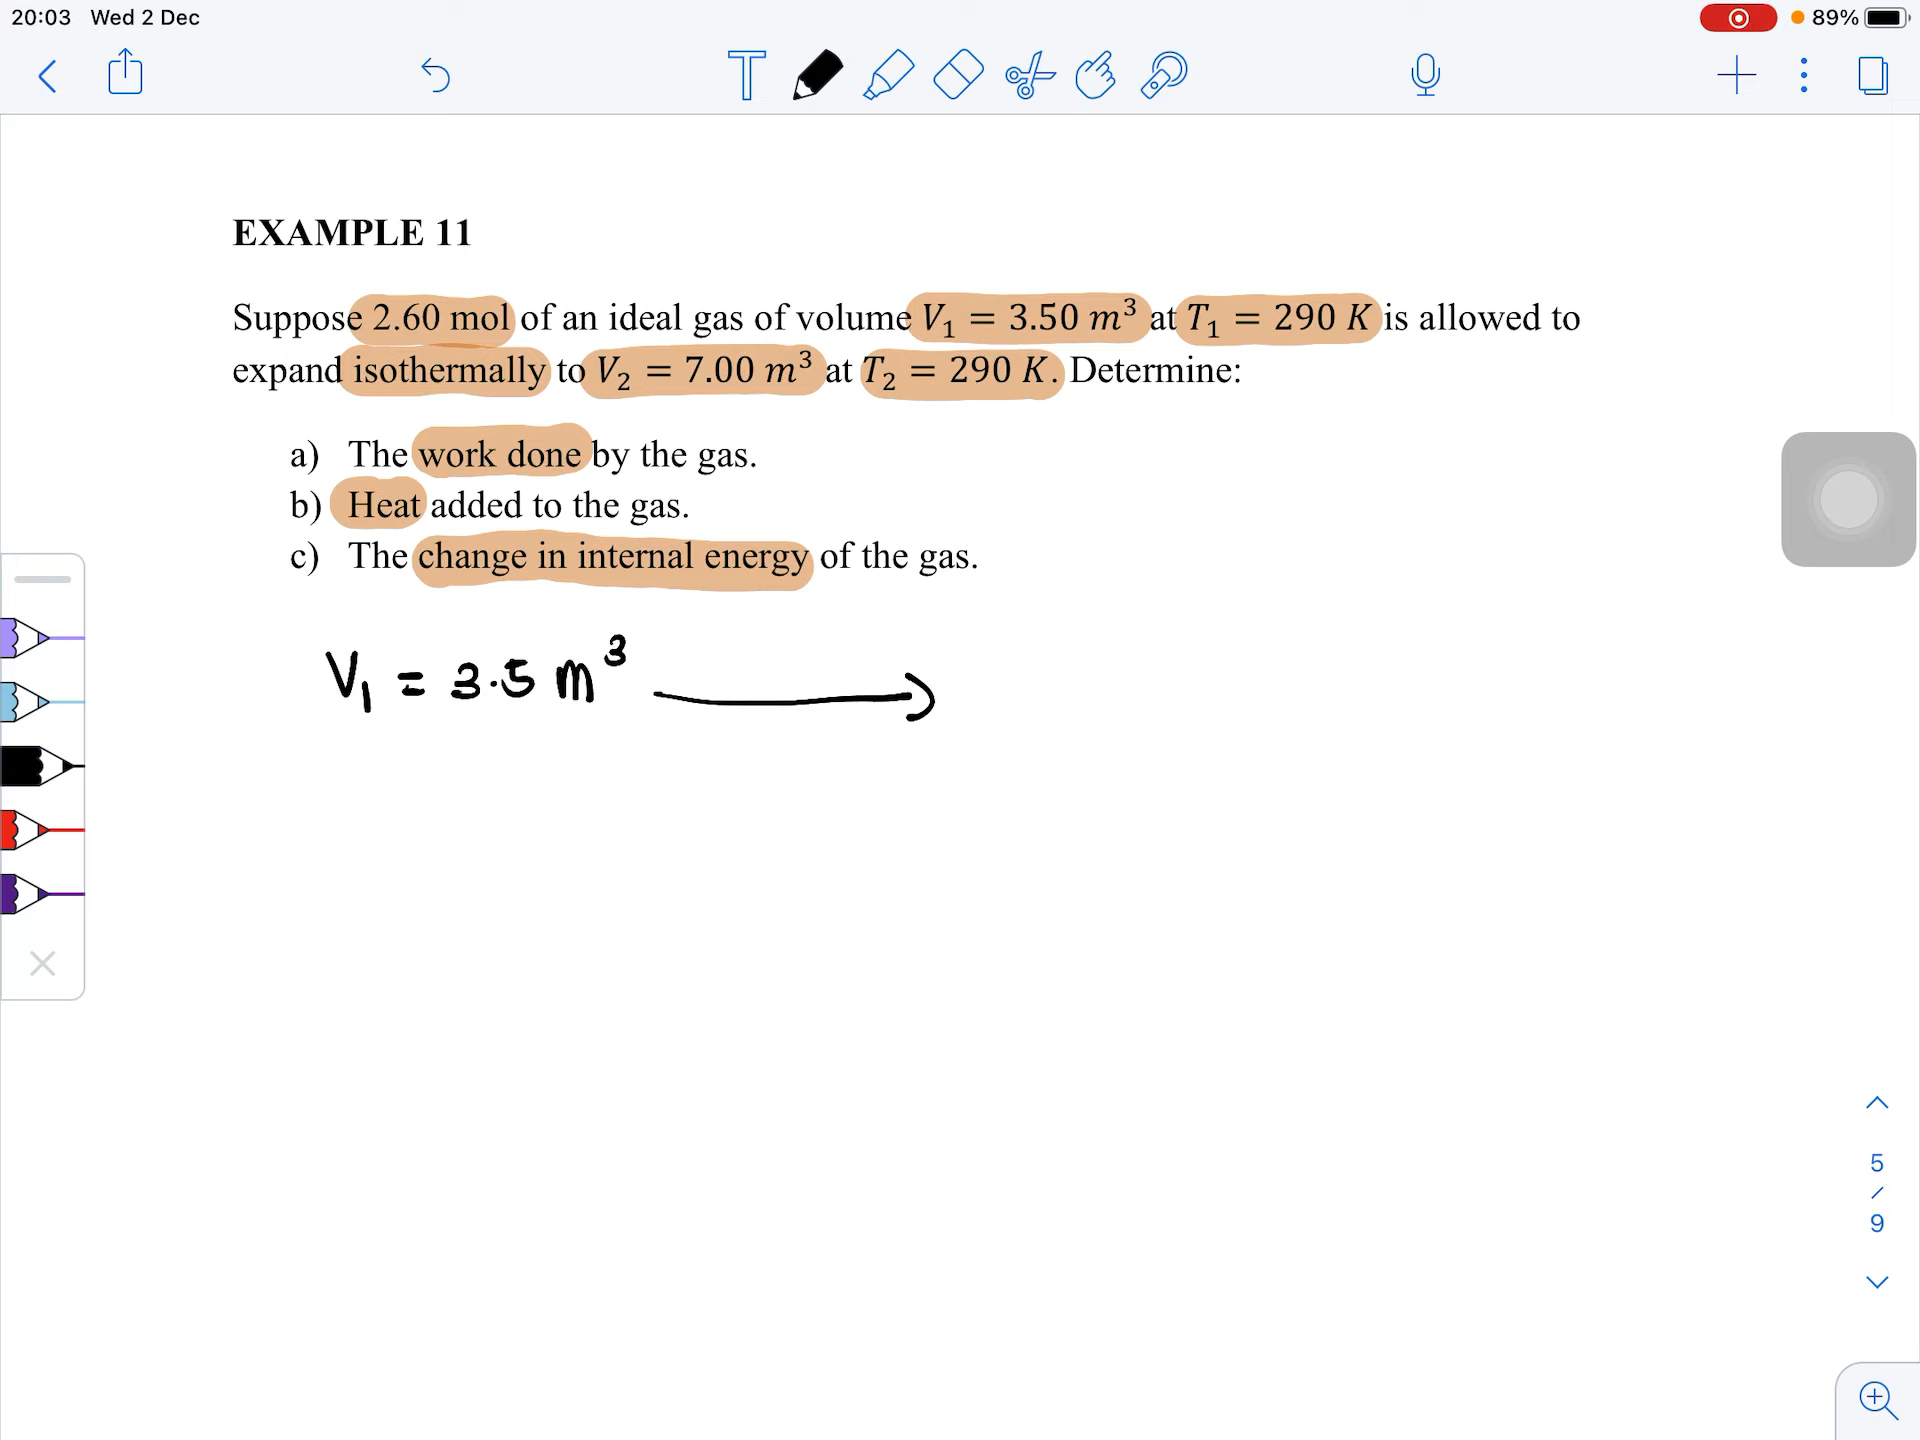 20:03 Wed 2 Dec
89%
T
EXAMPLE 11
Suppose 2.60 mol of an ideal gas of volume V₁ = 3.50 m³ at T₁ = 290 K is allowed to
expand isothermally to V₂ = 7.00 m³ at T₂ = 290 K. Determine:
a) The work done by the gas.
b) Heat added to the gas.
c) The change in internal energy of the gas.
V₁ = 3.5 m³ →
5
/
9